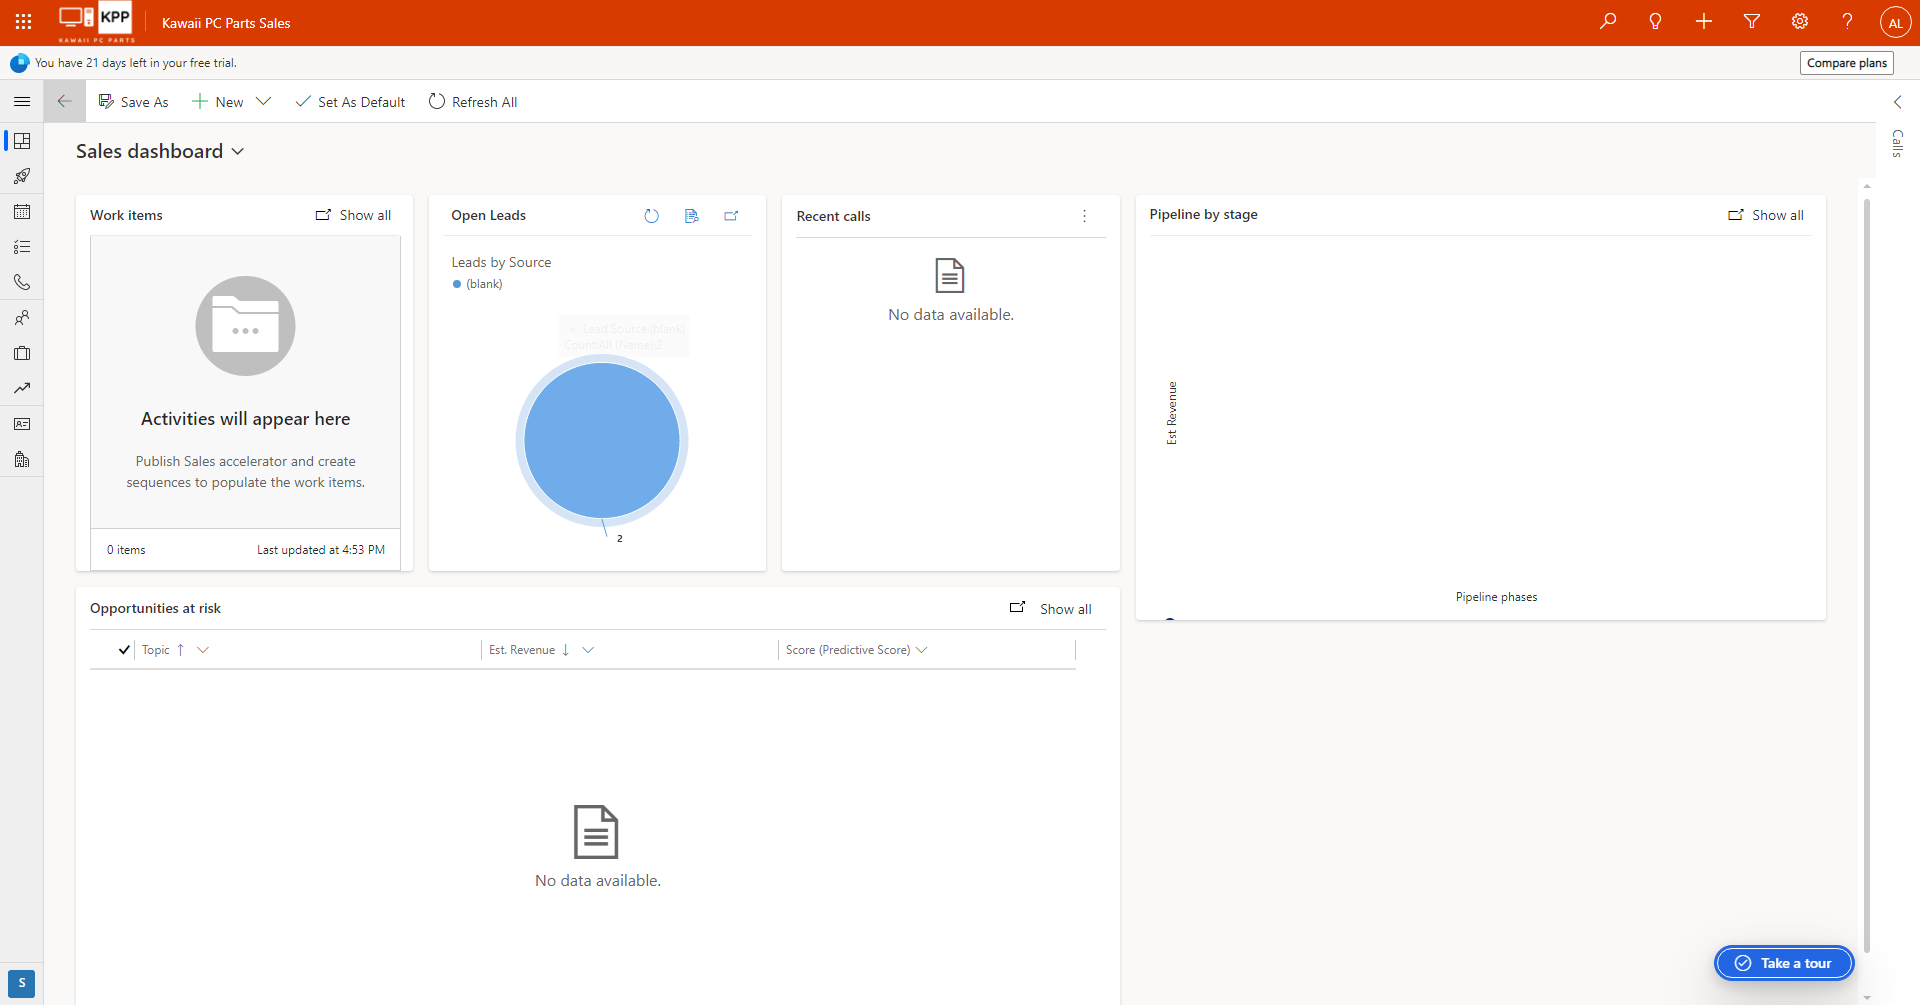 KPP
KAWAII PC PARTS
Kawaii PC Parts Sales
AL
You have 21 days left in your free trial.
Compare plans
Save As
New
Set As Default
Refresh All
Calls
Sales dashboard
Work items
Show all
Activities will appear here
Publish Sales accelerator and create
sequences to populate the work items.
0 items
Last updated at 4:53 PM
Open Leads
Leads by Source
(blank)
Lead Source:(blank)
Count:All (Name):2
2
Recent calls
No data available.
Pipeline by stage
Show all
Est Revenue
Pipeline phases
Opportunities at risk
Show all
Topic
Est. Revenue
Score (Predictive Score)
No data available.
Take a tour
S